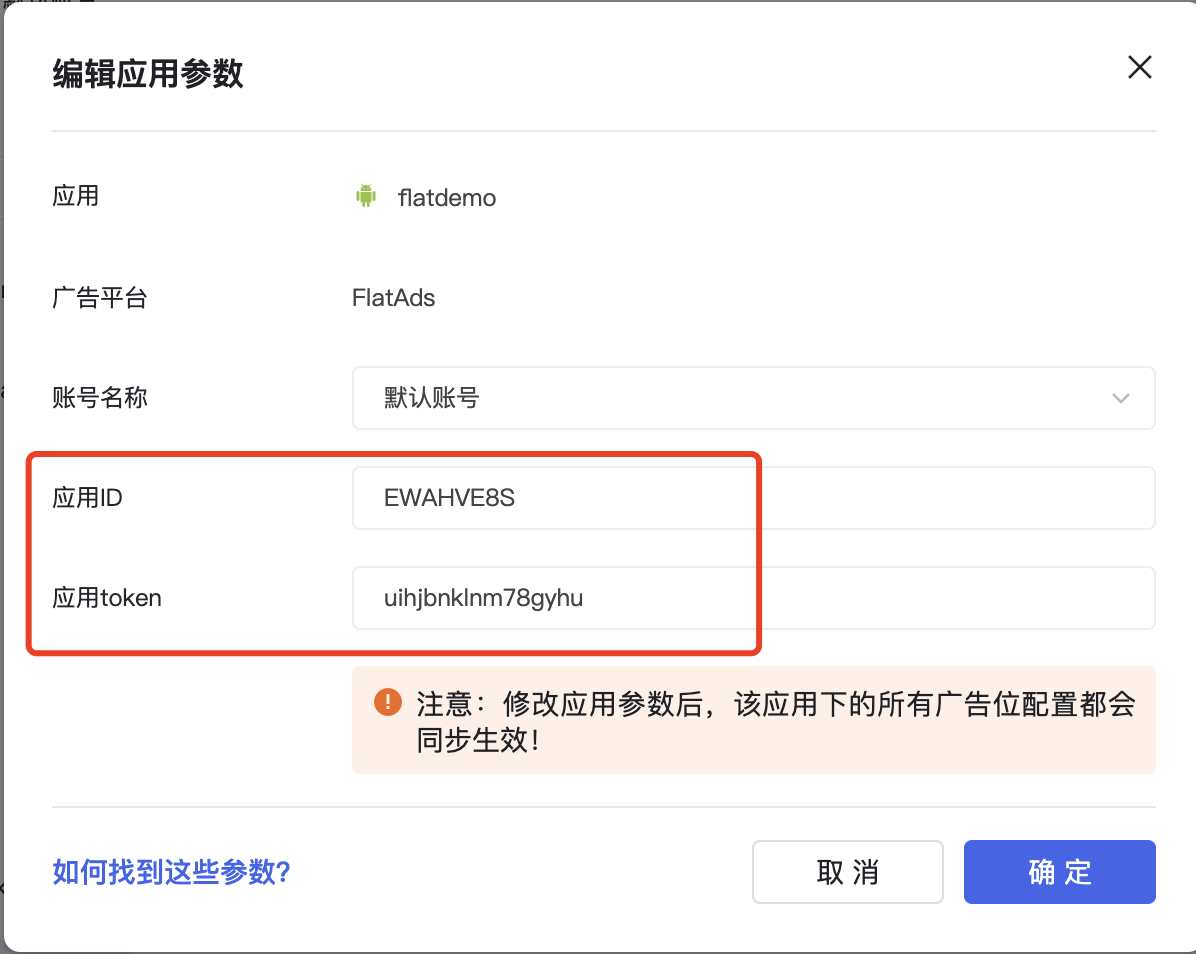 编辑应用参数
应用
flatdemo
广告平台
FlatAds
账号名称
默认账号
应用ID
EWAHVE8S
应用token
uihjbnklnm78gyhu
注意：修改应用参数后，该应用下的所有广告位配置都会
同步生效！
如何找到这些参数?
取 消
确 定